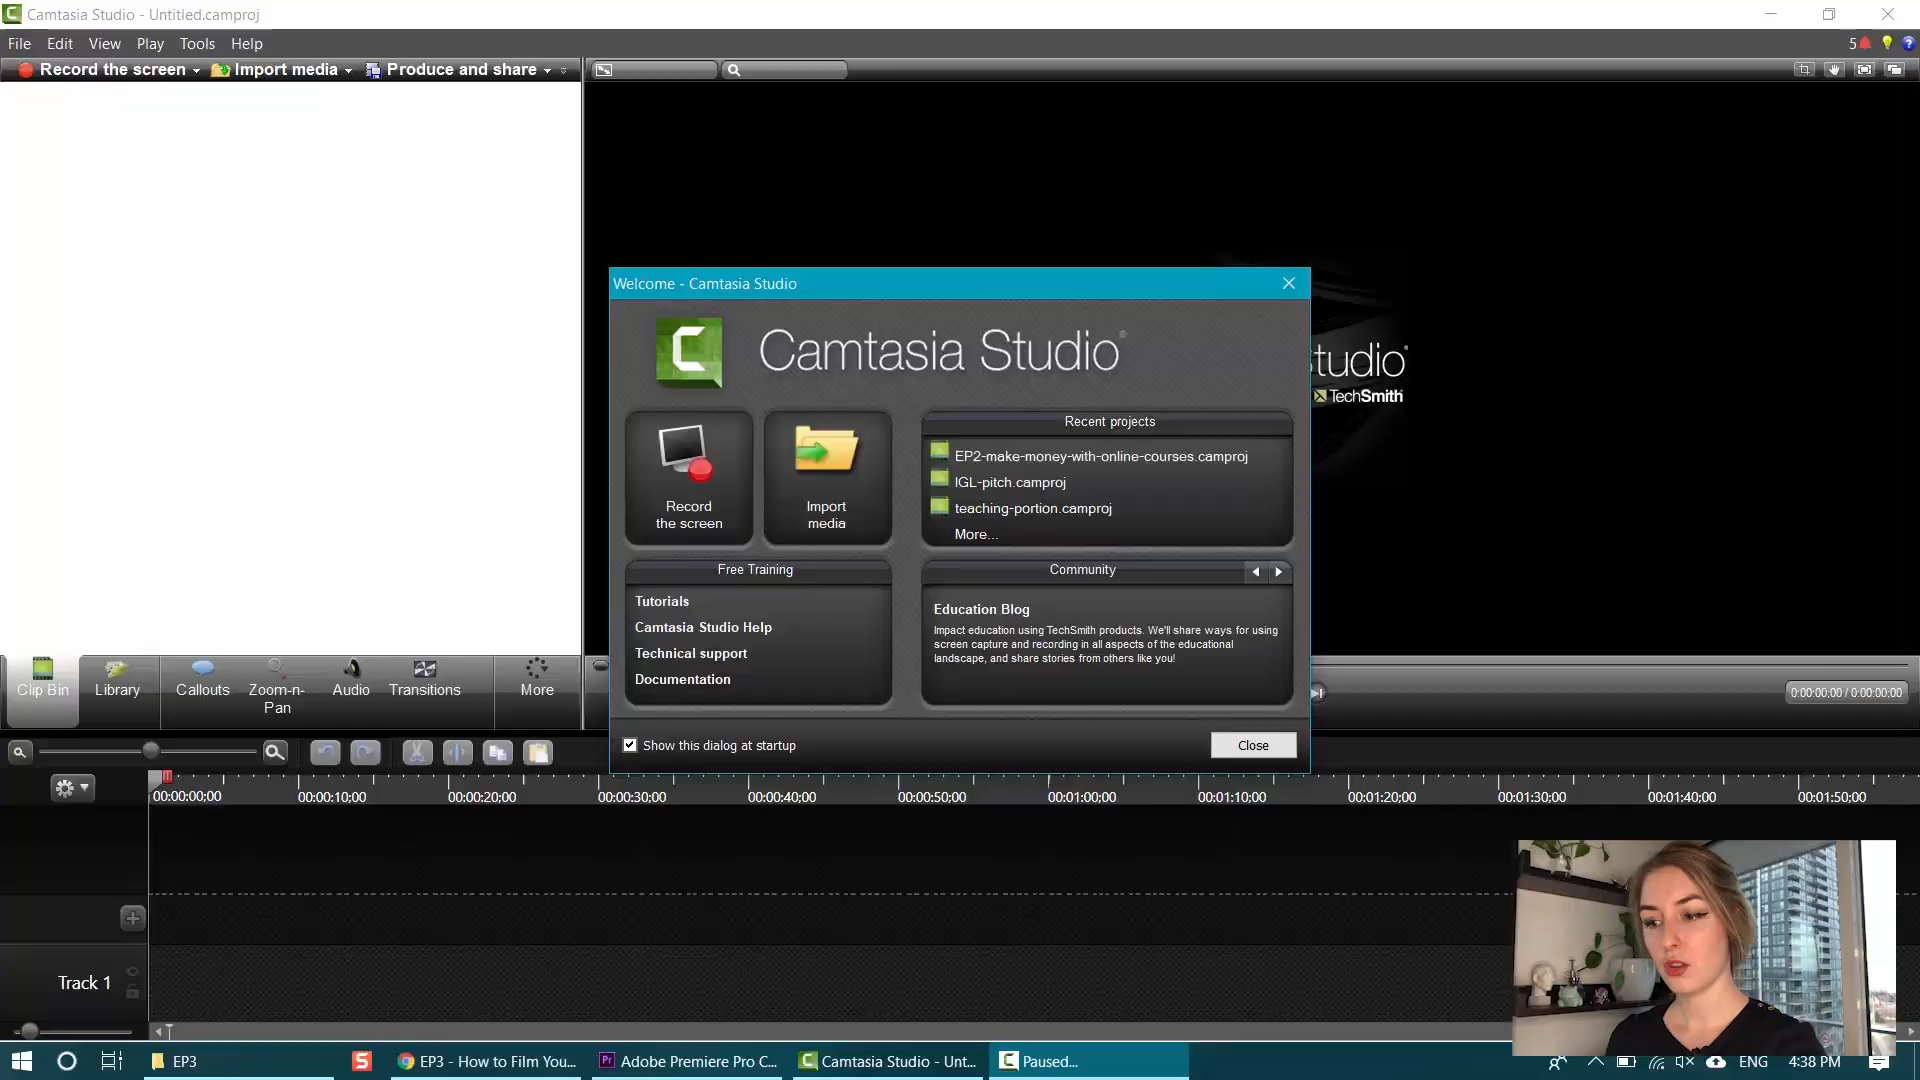 Camtasia Studio - Untitled.camproj
File Edit View Play Tools Help
5
Record the screen Import media Produce and share
Welcome - Camtasia Studio
Camtasia Studio®
tudio®
TechSmith
Record
the screen
Import
media
Recent projects
EP2-make-money-with-online-courses.camproj
IGL-pitch.camproj
teaching-portion.camproj
More...
Free Training
Tutorials
Camtasia Studio Help
Technical support
Documentation
Community
Education Blog
Impact education using TechSmith products. We'll share ways for using
screen capture and recording in all aspects of the educational
landscape, and share stories from others like you!
Show this dialog at startup
Close
Clip Bin Library Callouts Zoom-n-
Pan Audio Transitions More
0:00:00;00 / 0:00:00;00
00:00:00;00 00:00:10;00 00:00:20;00 00:00:30;00 00:00:40;00 00:00:50;00 00:01:00;00 00:01:10;00 00:01:20;00 00:01:30;00 00:01:40;00 00:01:50;00
Track 1
EP3 EP3 - How to Film You... Adobe Premiere Pro C... Camtasia Studio - Unt... Paused... ENG 4:38 PM